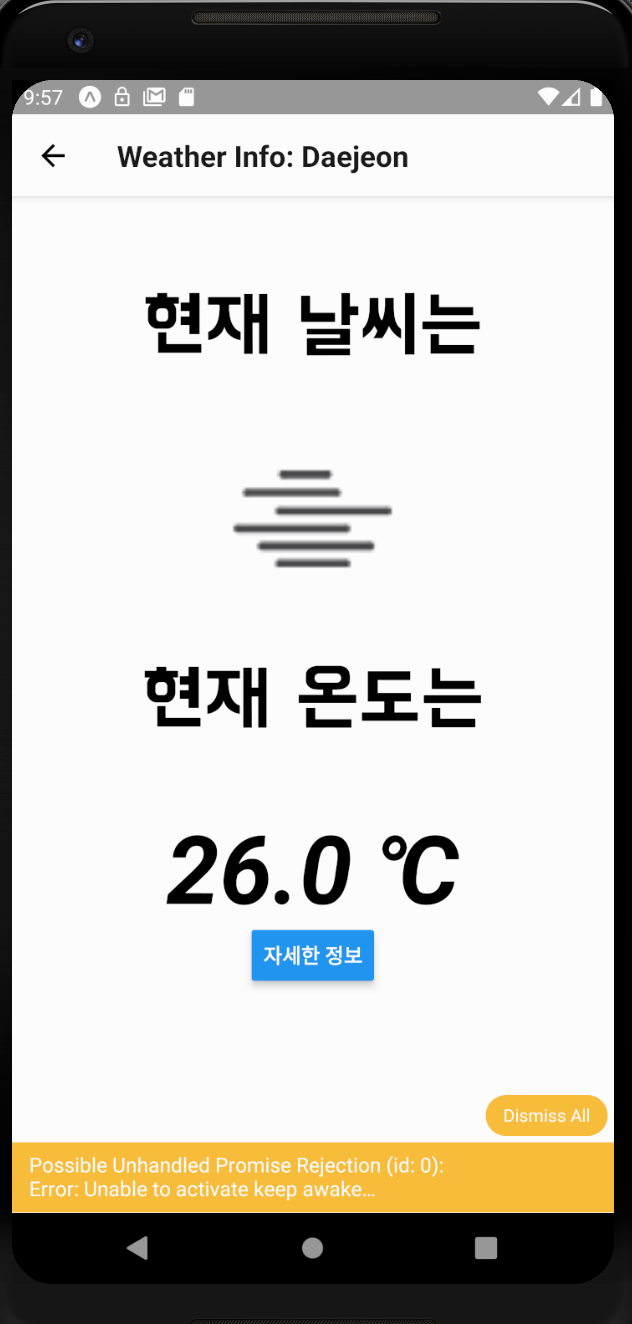 9:57
Weather Info: Daejeon
현재 날씨는
현재 온도는
26.0 ℃
자세한 정보
Dismiss All
Possible Unhandled Promise Rejection (id: 0):
Error: Unable to activate keep awake…